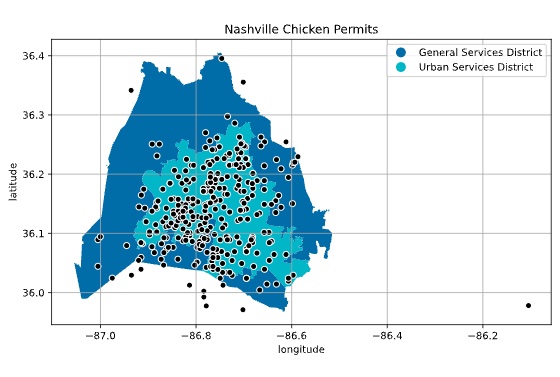 Nashville Chicken Permits
General Services District
Urban Services District
36.4
36.3
36.2
36.1
36.0
latitude
−87.0
−86.8
−86.6
−86.4
−86.2
longitude